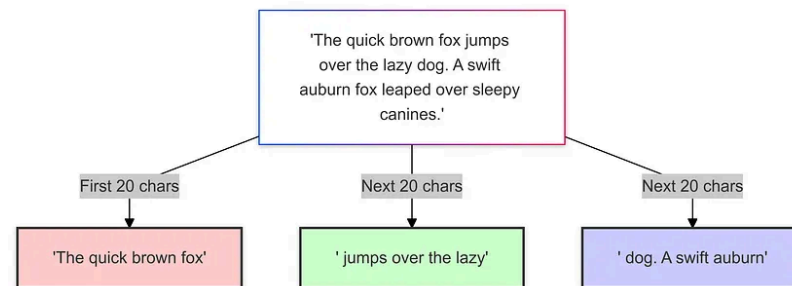 'The quick brown fox jumps
over the lazy dog. A swift
auburn fox leaped over sleepy
canines.'
First 20 chars
Next 20 chars
Next 20 chars
'The quick brown fox'
' jumps over the lazy'
' dog. A swift auburn'